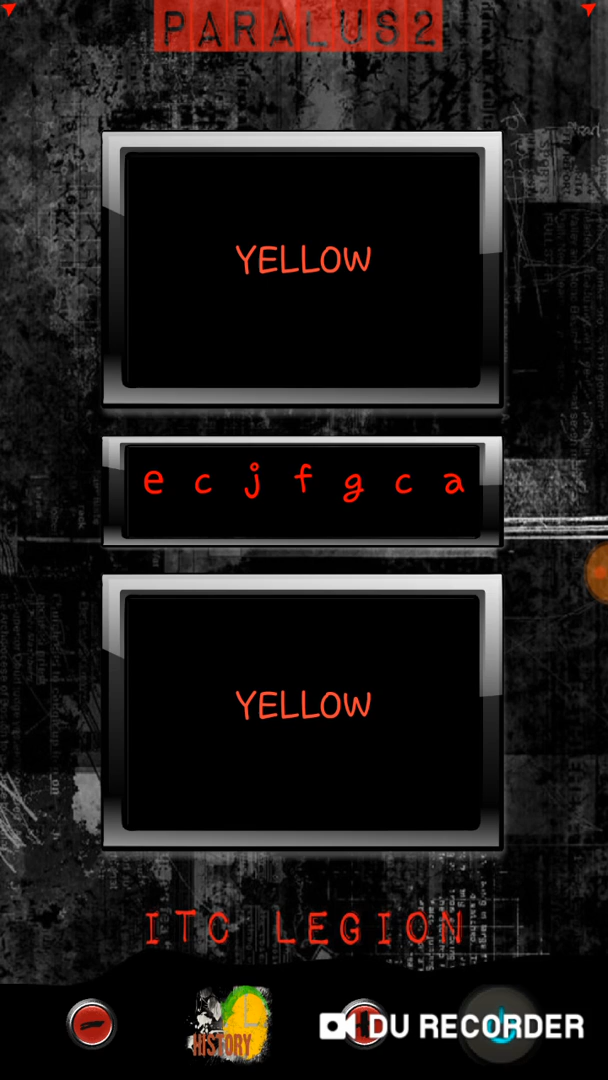 PARALUS2
YELLOW
e c j f g c a
YELLOW
ITC LEGION
HISTORY
DU RECORDER